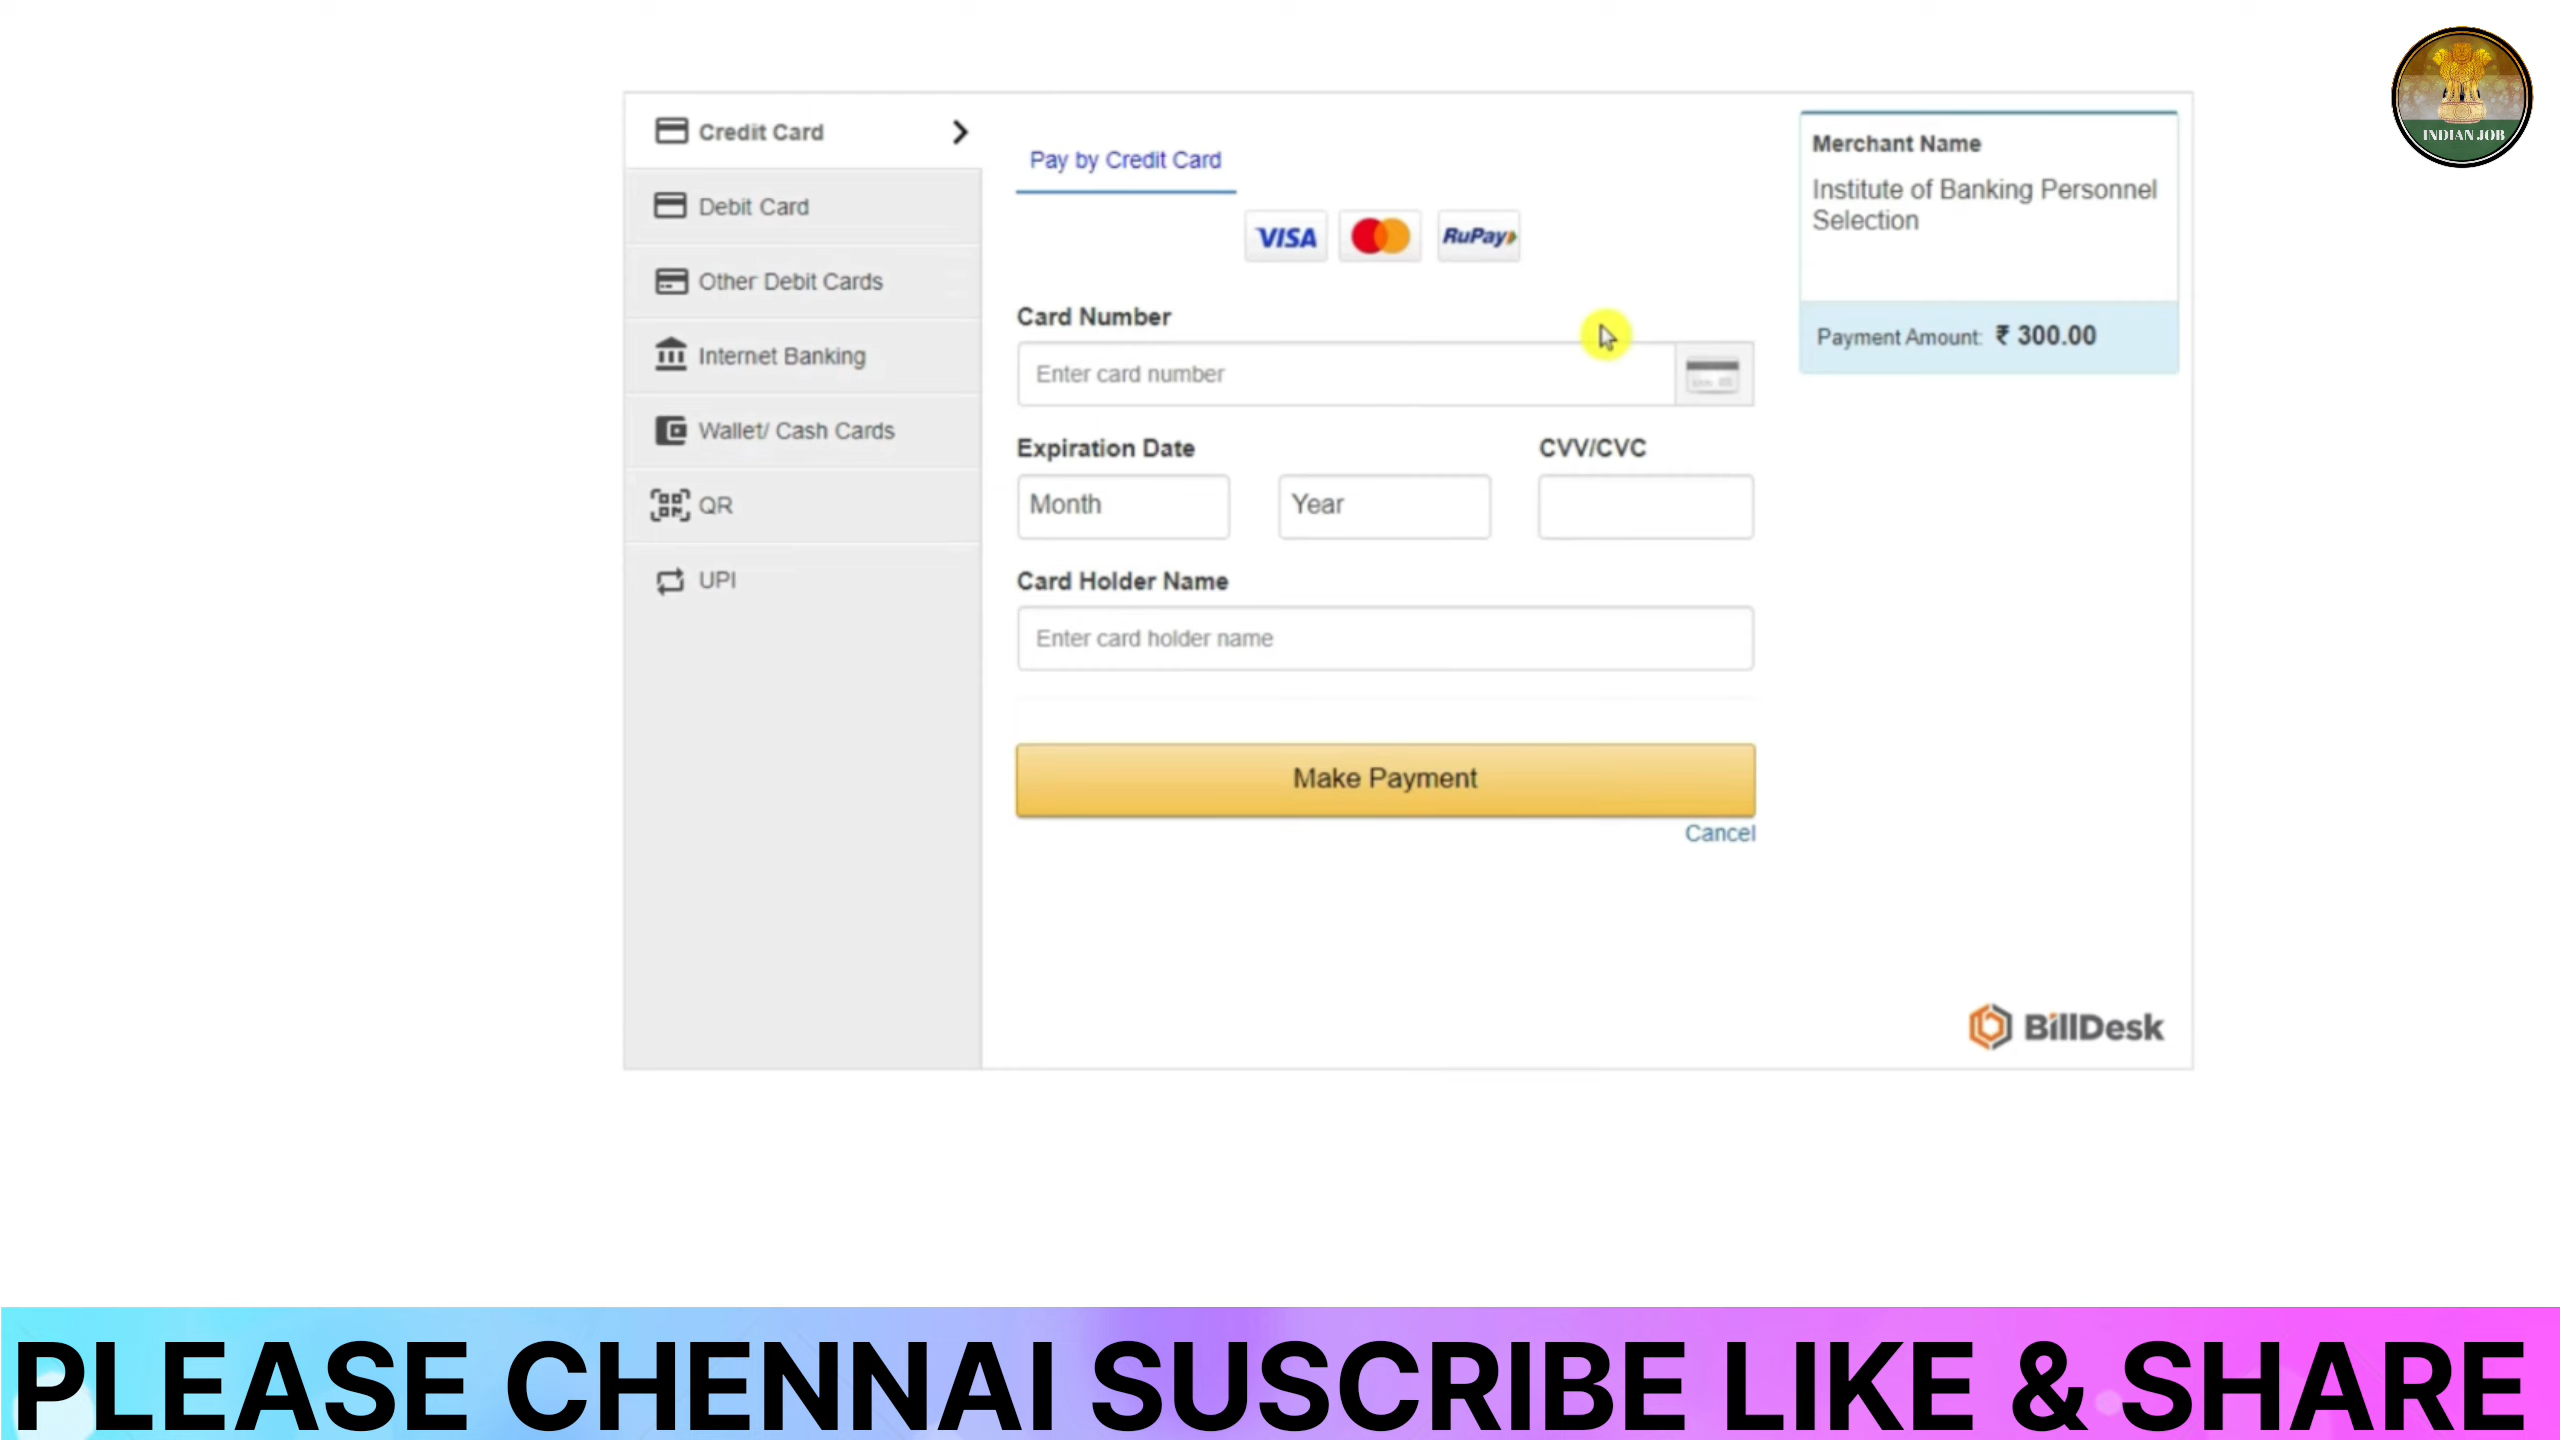 INDIAN JOB
Credit Card
Debit Card
Other Debit Cards
Internet Banking
Wallet/ Cash Cards
QR
UPI
Pay by Credit Card
VISA
RuPay
Card Number
Enter card number
Expiration Date
CVV/CVC
Month
Year
Card Holder Name
Enter card holder name
Make Payment
Cancel
Merchant Name
Institute of Banking Personnel
Selection
Payment Amount: ₹ 300.00
BillDesk
PLEASE CHENNAI SUSCRIBE LIKE & SHARE